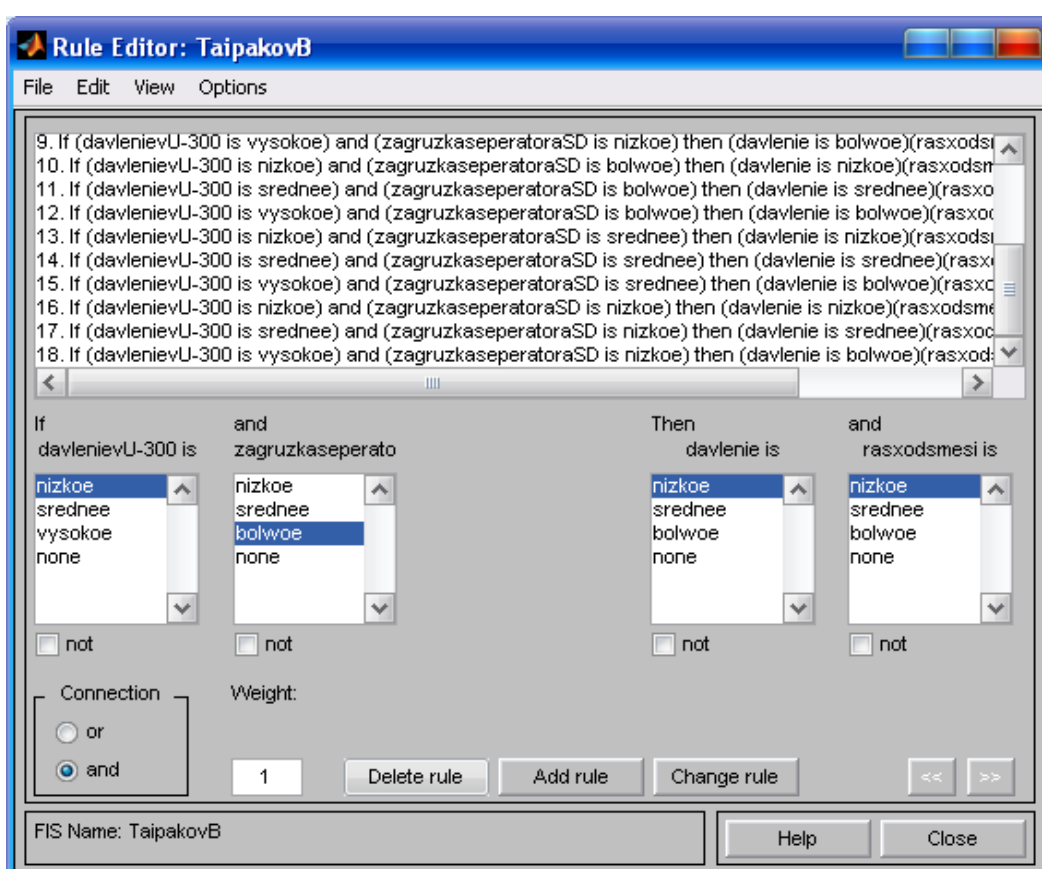 Rule Editor: TaipakovB
File Edit View Options
9. If (davlenievU-300 is vysokoe) and (zagruzkaseperatoraSD is nizkoe) then (davlenie is bolwoe)(rasxods
10. If (davlenievU-300 is nizkoe) and (zagruzkaseperatoraSD is bolwoe) then (davlenie is nizkoe)(rasxodsm
11. If (davlenievU-300 is srednee) and (zagruzkaseperatoraSD is bolwoe) then (davlenie is srednee)(rasxo
12. If (davlenievU-300 is vysokoe) and (zagruzkaseperatoraSD is bolwoe) then (davlenie is bolwoe)(rasxod
13. If (davlenievU-300 is nizkoe) and (zagruzkaseperatoraSD is srednee) then (davlenie is nizkoe)(rasxods
14. If (davlenievU-300 is srednee) and (zagruzkaseperatoraSD is srednee) then (davlenie is srednee)(rasx
15. If (davlenievU-300 is vysokoe) and (zagruzkaseperatoraSD is srednee) then (davlenie is bolwoe)(rasxo
16. If (davlenievU-300 is nizkoe) and (zagruzkaseperatoraSD is nizkoe) then (davlenie is nizkoe)(rasxodsme
17. If (davlenievU-300 is srednee) and (zagruzkaseperatoraSD is nizkoe) then (davlenie is srednee)(rasxod
18. If (davlenievU-300 is vysokoe) and (zagruzkaseperatoraSD is nizkoe) then (davlenie is bolwoe)(rasxod
If and Then and
davlenievU-300 is zagruzkaseperato davlenie is rasxodsmesi is
nizkoe nizkoe nizkoe nizkoe
srednee srednee srednee srednee
vysokoe bolwoe bolwoe bolwoe
none none none none
not not not not
Connection Weight:
or
and 1 Delete rule Add rule Change rule << >>
FIS Name: TaipakovB Help Close